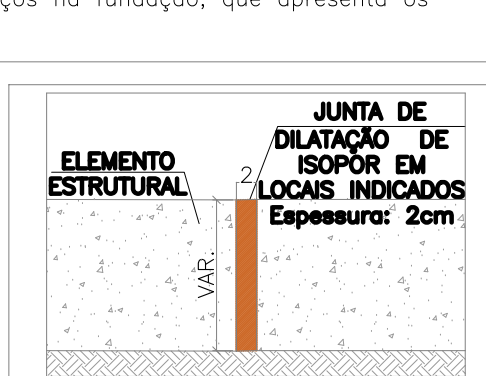 ços na fundação, que apresenta os
JUNTA DE
DILATAÇÃO DE
ISOPOR EM
LOCAIS INDICADOS
Espessura: 2cm
ELEMENTO
ESTRUTURAL
2
VAR.